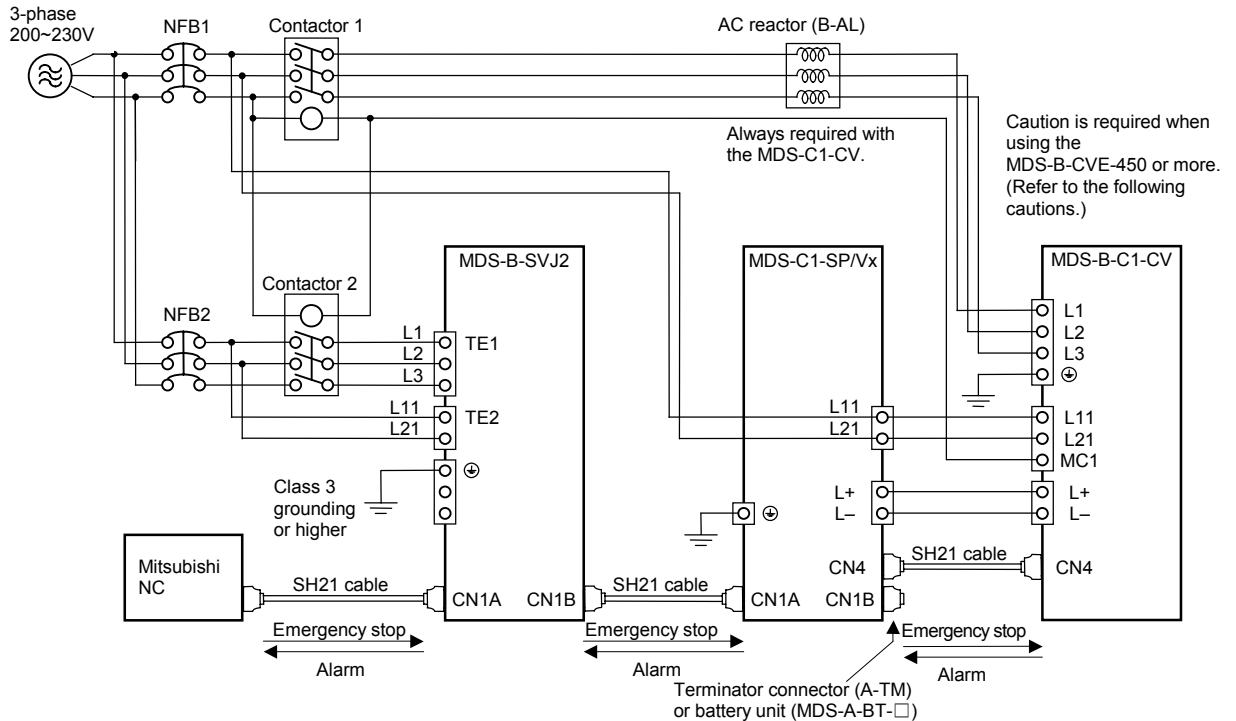 3-phase
200~230V
NFB1
Contactor 1
AC reactor (B-AL)
Always required with
the MDS-C1-CV.
Caution is required when
using the
MDS-B-CVE-450 or more.
(Refer to the following
cautions.)
MDS-B-SVJ2
MDS-C1-SP/Vx
MDS-B-C1-CV
Contactor 2
NFB2
L1
L2
L3
TE1
L11
L21
TE2
Class 3
grounding
or higher
L11
L21
L+
L–
L1
L2
L3
L11
L21
MC1
L+
L–
Mitsubishi
NC
SH21 cable
CN1A
CN1B
SH21 cable
CN1A
CN4
CN1B
SH21 cable
CN4
Emergency stop
Alarm
Emergency stop
Alarm
Emergency stop
Alarm
Terminator connector (A-TM)
or battery unit (MDS-A-BT-□)